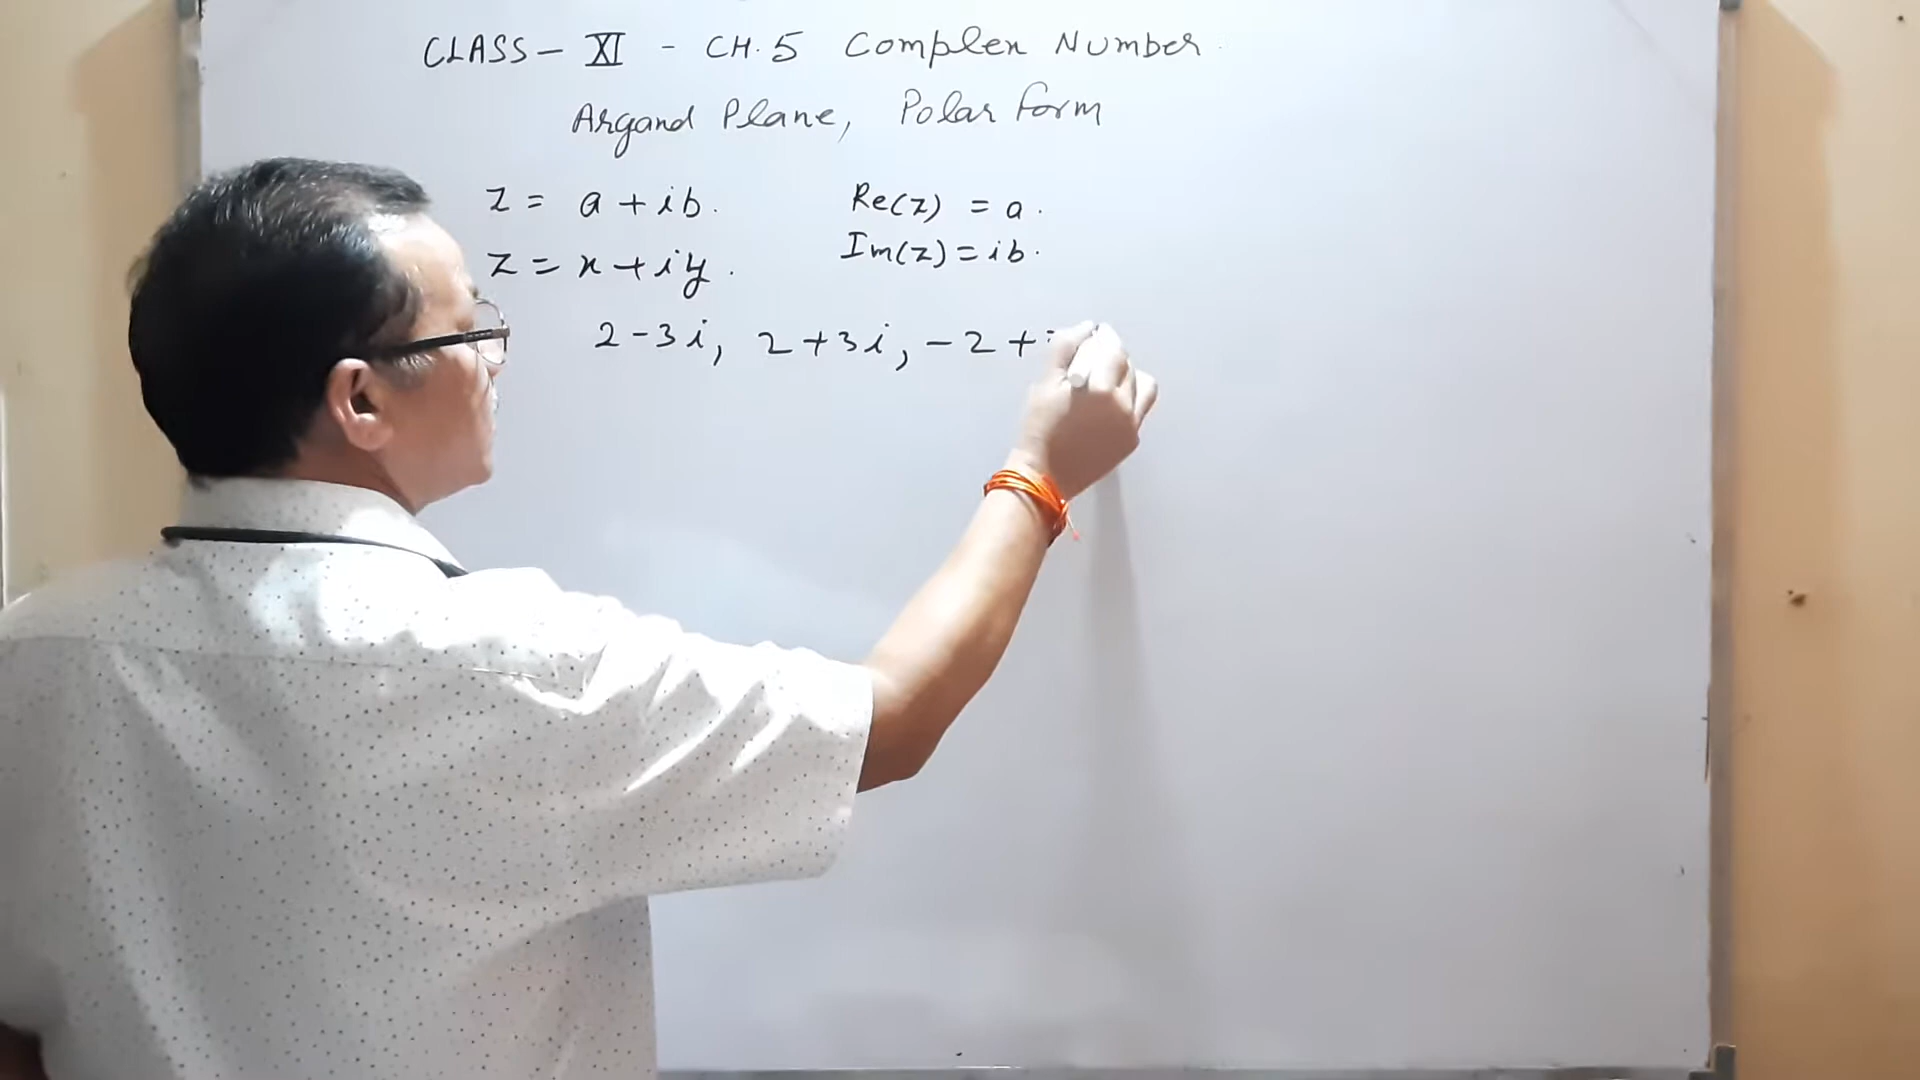 CLASS - XI - CH.5 Complex Number
Argand Plane, Polar Form
z = a + ib.
Re(z) = a.
z = x + iy.
Im(z) = ib.
2 - 3i, 2 + 3i, - 2 +